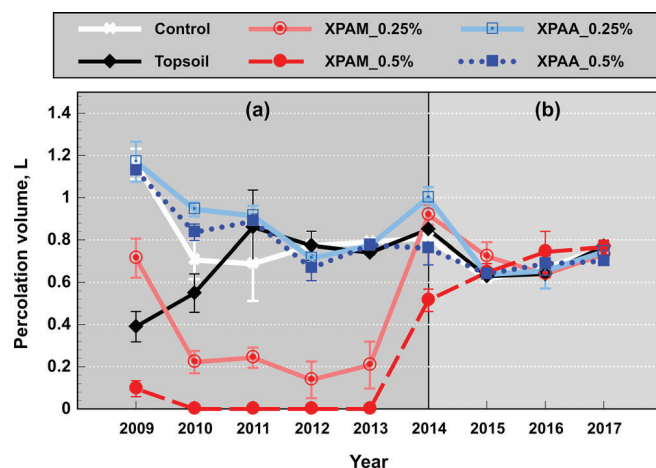 Control XPAM_0.25% XPAA_0.25%
Topsoil XPAM_0.5% XPAA_0.5%
(a) (b)
Percolation volume, L
1.4
1.2
1
0.8
0.6
0.4
0.2
0
2009 2010 2011 2012 2013 2014 2015 2016 2017
Year